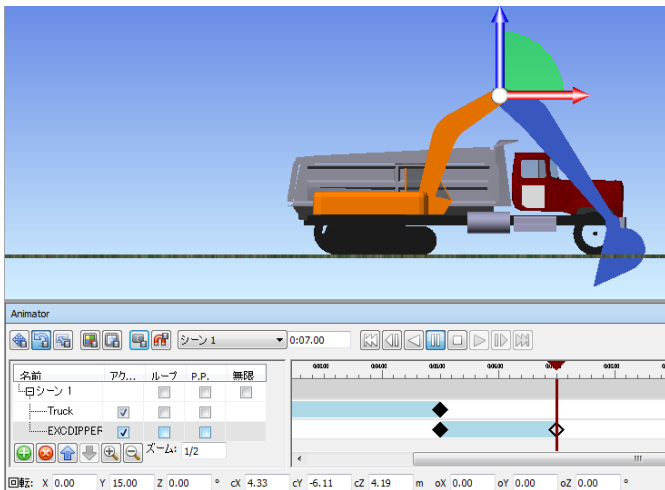 Animator
シーン 1 0:07.00
名前 アク... ループ P.P. 無限
シーン 1
Truck
EXCDIPPER
ズーム: 1/2
回転: X 0.00 Y 15.00 Z 0.00 ° cX 4.33 cY -6.11 cZ 4.19 m oX 0.00 oY 0.00 oZ 0.00 °